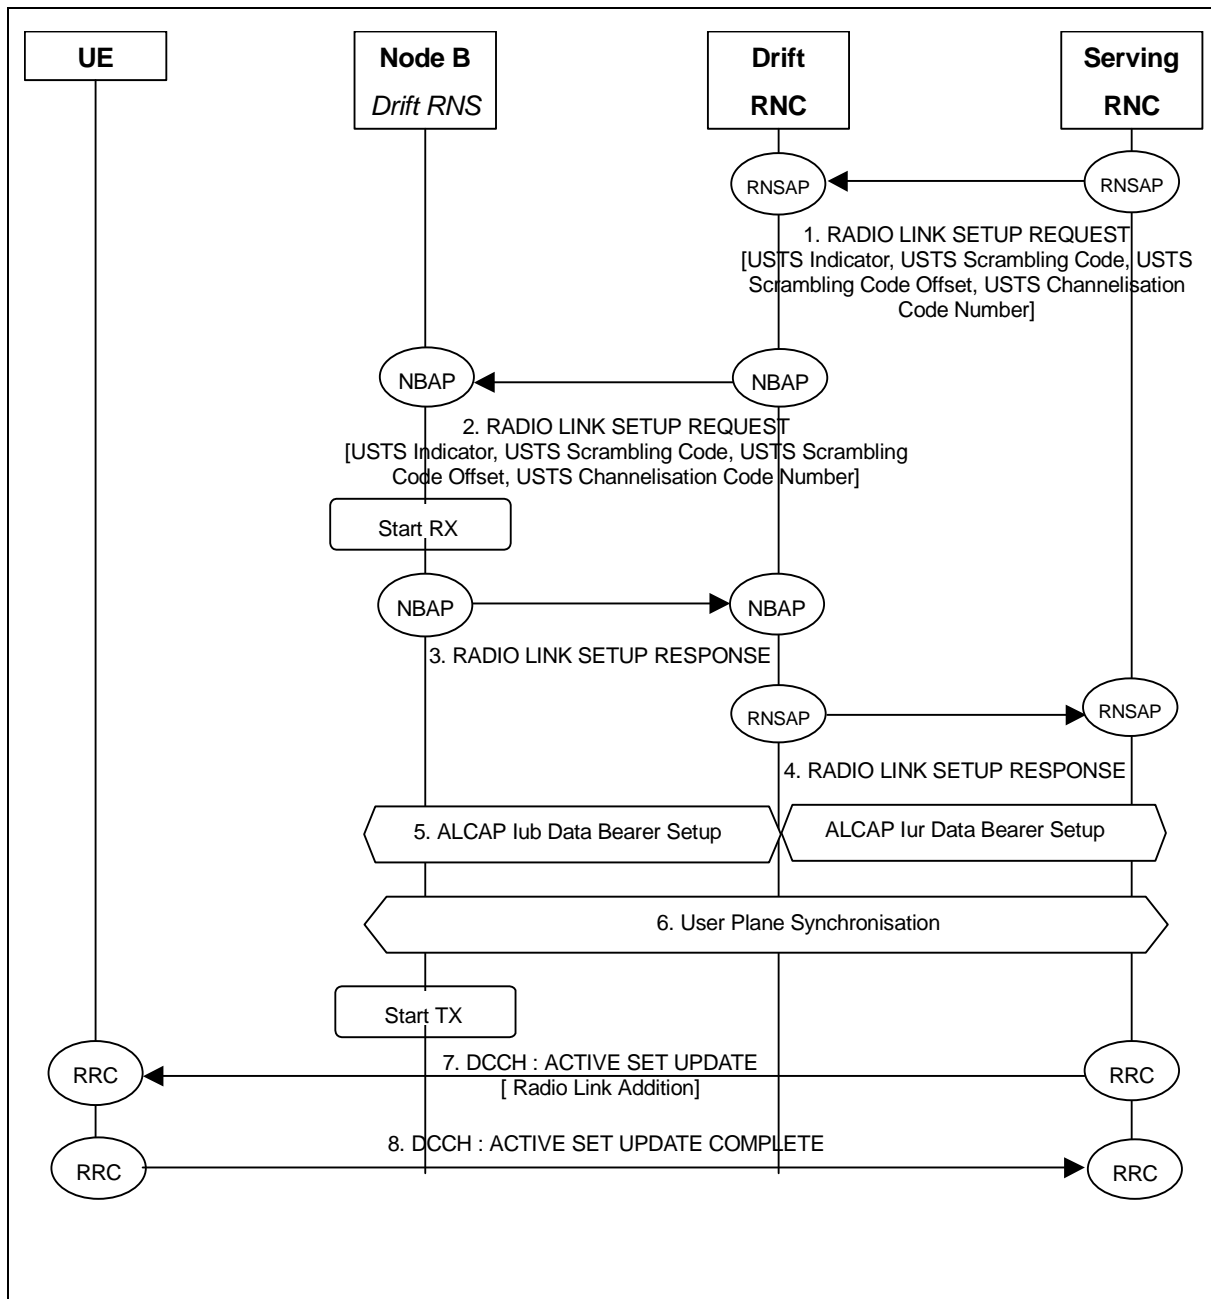 UE
Node B
Drift RNS
Drift
RNC
Serving
RNC
RNSAP
RNSAP
1. RADIO LINK SETUP REQUEST
[USTS Indicator, USTS Scrambling Code, USTS
Scrambling Code Offset, USTS Channelisation
Code Number]
NBAP
NBAP
2. RADIO LINK SETUP REQUEST
[USTS Indicator, USTS Scrambling Code, USTS Scrambling
Code Offset, USTS Channelisation Code Number]
Start RX
NBAP
NBAP
3. RADIO LINK SETUP RESPONSE
RNSAP
RNSAP
4. RADIO LINK SETUP RESPONSE
5. ALCAP Iub Data Bearer Setup
ALCAP Iur Data Bearer Setup
6. User Plane Synchronisation
Start TX
RRC
7. DCCH : ACTIVE SET UPDATE
[ Radio Link Addition]
RRC
RRC
8. DCCH : ACTIVE SET UPDATE COMPLETE
RRC